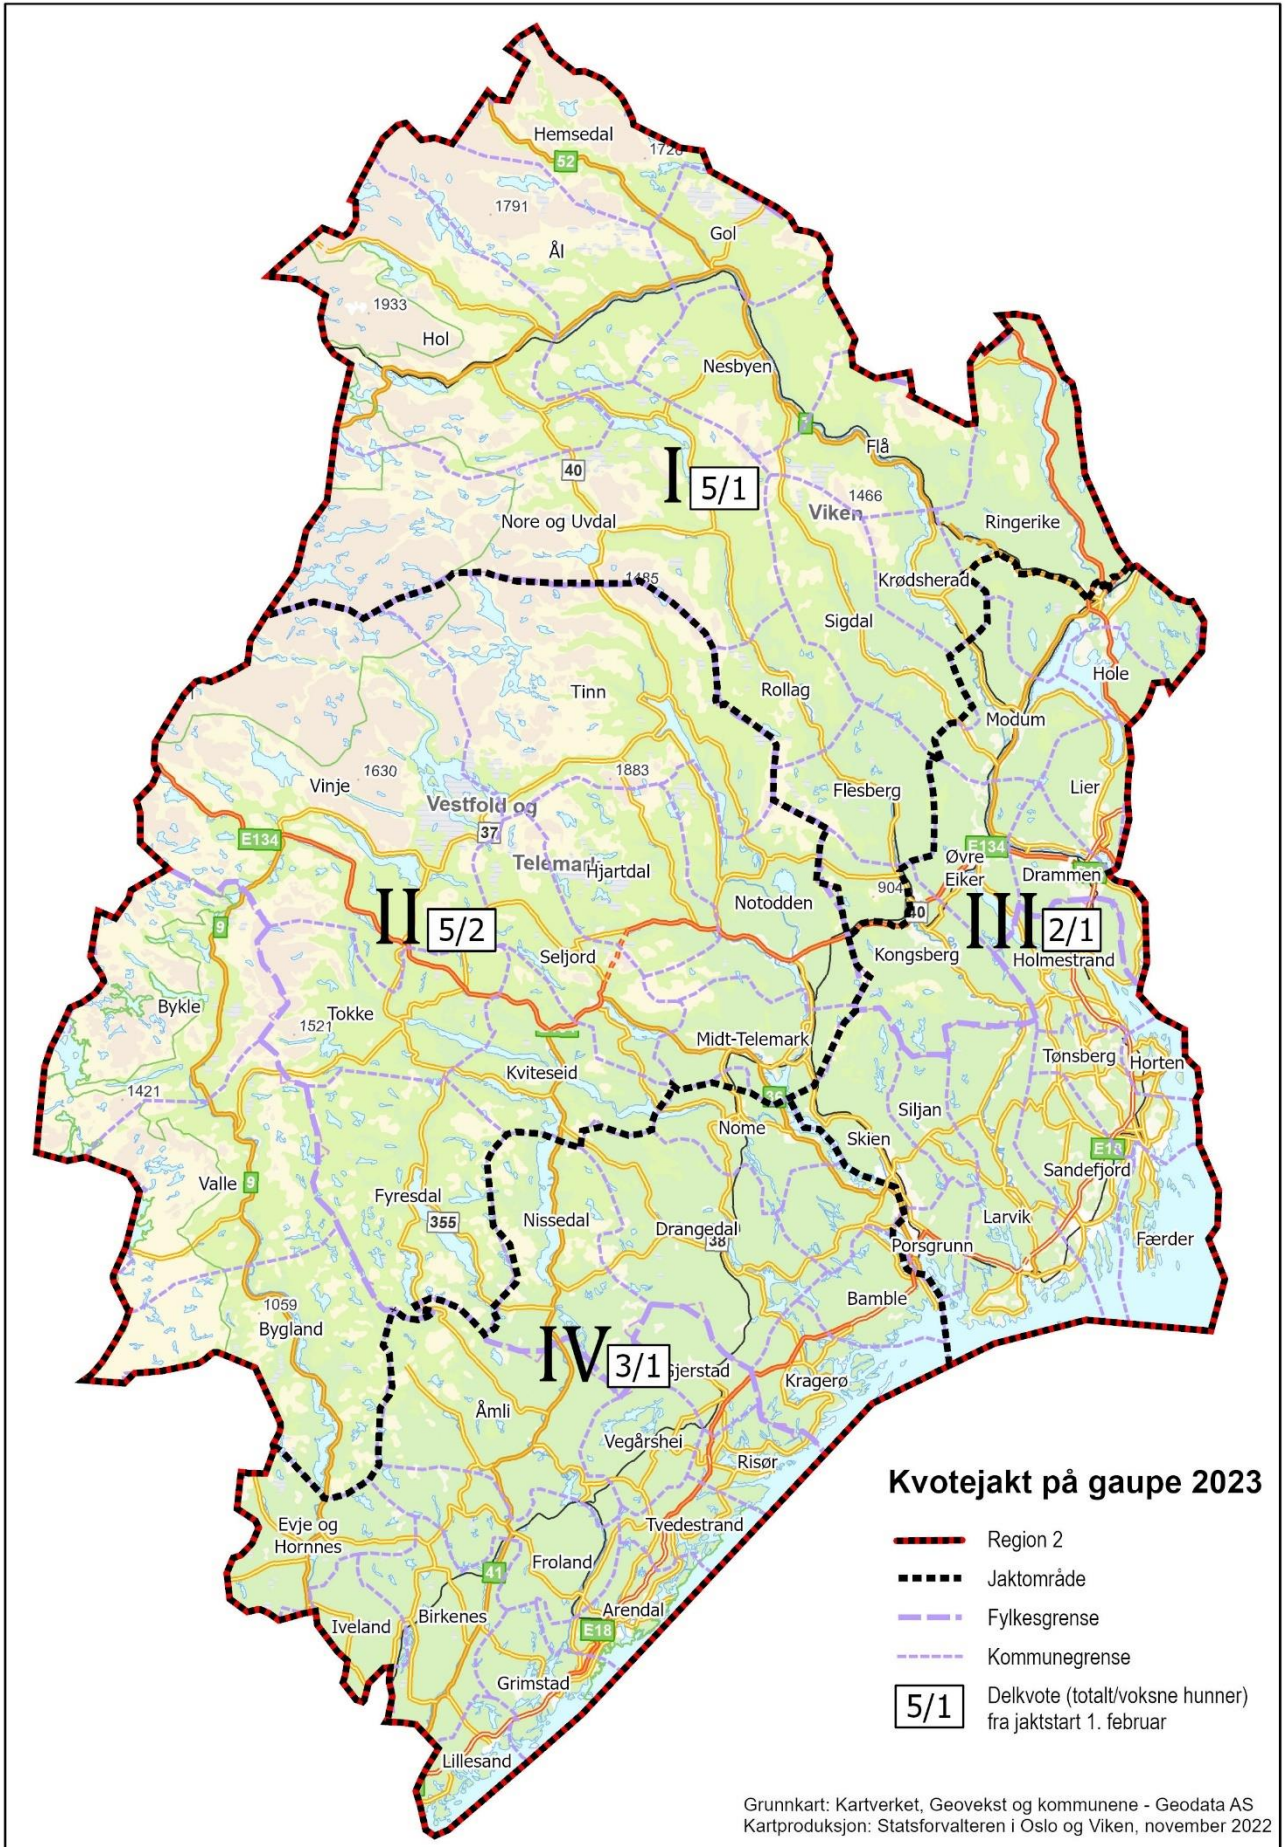 Hemsedal
52
1726
1791
Gol
Ål
1933
Hol
Nesbyen
7
Flå
40
I
5/1
1466
Viken
Nore og Uvdal
Ringerike
1485
Krødsherad
Sigdal
Hole
Tinn
Rollag
Modum
1630
1883
Vinje
Flesberg
Lier
Vestfold og
37
E134
E134
Telemark
Hjartdal
Øvre
Eiker
Drammen
904
II
5/2
Notodden
40
III
2/1
9
Seljord
Kongsberg
Holmestrand
Bykle
Tokke
1521
Midt-Telemark
Tønsberg
Horten
Kviteseid
1421
36
Siljan
Nome
Skien
E18
Sandefjord
Valle
9
Fyresdal
355
Nissedal
Drangedal
38
Larvik
Porsgrunn
Færder
Bamble
1059
Bygland
IV
3/1
Gjerstad
Kragerø
Åmli
Vegårshei
Risør
Kvotejakt på gaupe 2023
Evje og
Hornnes
Tvedestrand
Region 2
Froland
41
Jaktområde
Arendal
Birkenes
Iveland
E18
Fylkesgrense
Kommunegrense
Grimstad
5/1
Delkvote (totalt/voksne hunner)
fra jaktstart 1. februar
Lillesand
Grunnkart: Kartverket, Geovekst og kommunene - Geodata AS
Kartproduksjon: Statsforvalteren i Oslo og Viken, november 2022